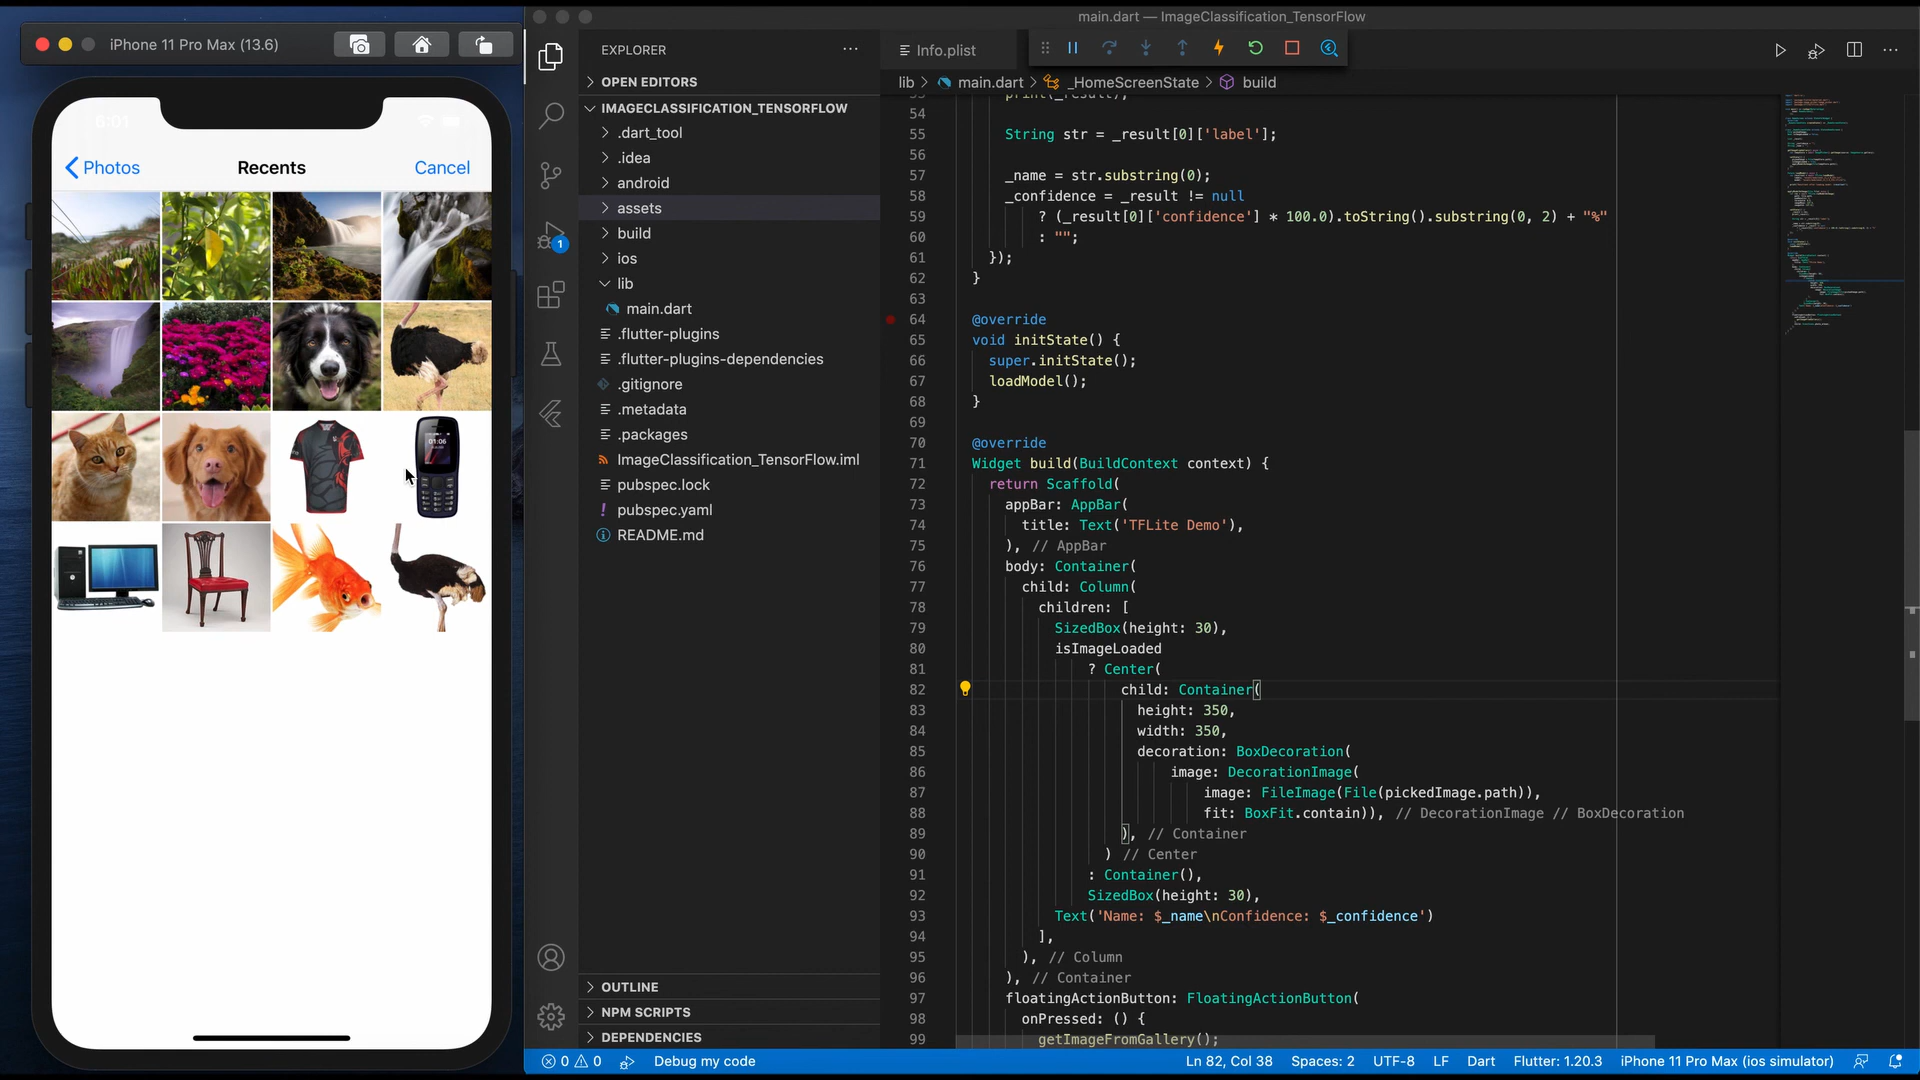 iPhone 11 Pro Max (13.6)
6:01
Photos
Recents
Cancel
01:06
main.dart — ImageClassification_TensorFlow
EXPLORER
OPEN EDITORS
IMAGECLASSIFICATION_TENSORFLOW
.dart_tool
.idea
android
assets
build
ios
lib
main.dart
.flutter-plugins
.flutter-plugins-dependencies
.gitignore
.metadata
.packages
ImageClassification_TensorFlow.iml
pubspec.lock
! pubspec.yaml
README.md
OUTLINE
NPM SCRIPTS
DEPENDENCIES
1
Info.plist
lib > main.dart > _HomeScreenState > build
53 print(_result);
54
55 String str = _result[0]['label'];
56
57 _name = str.substring(0);
58 _confidence = _result != null
59 ? (_result[0]['confidence'] * 100.0).toString().substring(0, 2) + "%"
60 : "";
61 });
62 }
63
64 @override
65 void initState() {
66 super.initState();
67 loadModel();
68 }
69
70 @override
71 Widget build(BuildContext context) {
72 return Scaffold(
73 appBar: AppBar(
74 title: Text('TFLite Demo'),
75 ), // AppBar
76 body: Container(
77 child: Column(
78 children: [
79 SizedBox(height: 30),
80 isImageLoaded
81 ? Center(
82 child: Container(
83 height: 350,
84 width: 350,
85 decoration: BoxDecoration(
86 image: DecorationImage(
87 image: FileImage(File(pickedImage.path)),
88 fit: BoxFit.contain)), // DecorationImage // BoxDecoration
89 ), // Container
90 ) // Center
91 : Container(),
92 SizedBox(height: 30),
93 Text('Name: $_name\nConfidence: $_confidence')
94 ],
95 ), // Column
96 ), // Container
97 floatingActionButton: FloatingActionButton(
98 onPressed: () {
99 getImageFromGallery();
0 0 Debug my code Ln 82, Col 38 Spaces: 2 UTF-8 LF Dart Flutter: 1.20.3 iPhone 11 Pro Max (ios simulator)